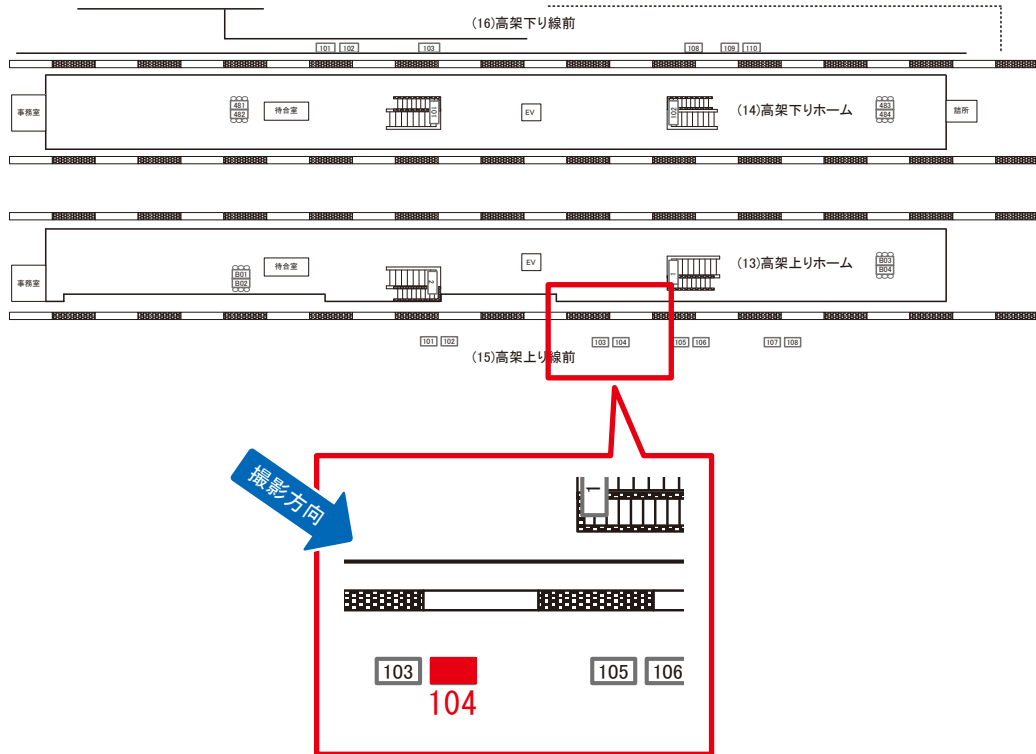 (16)高架下り線前
101 102 103 108 109 110
事務室
481
482
待合室
101
EV
102
(14)高架下りホーム
483
484
詰所
事務室
B01
B02
待合室
2
EV
1
(13)高架上りホーム
B03
B04
101 102 103 104 105 106 107 108
(15)高架上り線前
撮影方向
1
103
104
105
106